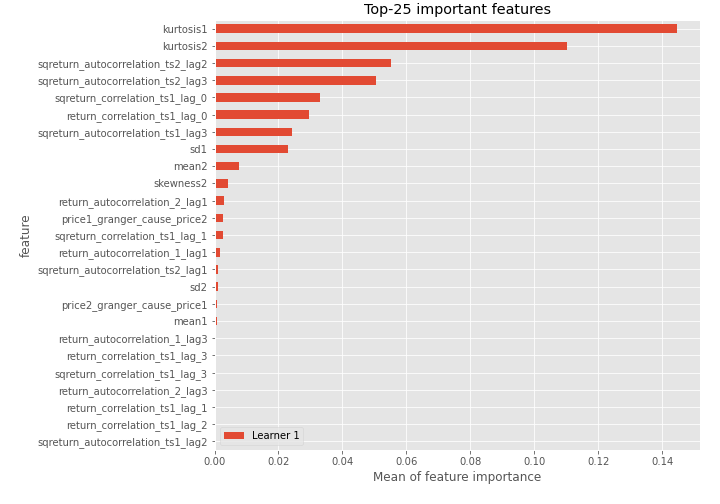 Top-25 important features
kurtosis1
kurtosis2
sqreturn_autocorrelation_ts2_lag2
sqreturn_autocorrelation_ts2_lag3
sqreturn_correlation_ts1_lag_0
return_correlation_ts1_lag_0
sqreturn_autocorrelation_ts1_lag3
sd1
mean2
skewness2
return_autocorrelation_2_lag1
price1_granger_cause_price2
sqreturn_correlation_ts1_lag_1
return_autocorrelation_1_lag1
sqreturn_autocorrelation_ts2_lag1
sd2
price2_granger_cause_price1
mean1
return_autocorrelation_1_lag3
return_correlation_ts1_lag_3
sqreturn_correlation_ts1_lag_3
return_autocorrelation_2_lag3
return_correlation_ts1_lag_1
return_correlation_ts1_lag_2
sqreturn_autocorrelation_ts1_lag2
feature
Learner 1
0.00 0.02 0.04 0.06 0.08 0.10 0.12 0.14
Mean of feature importance